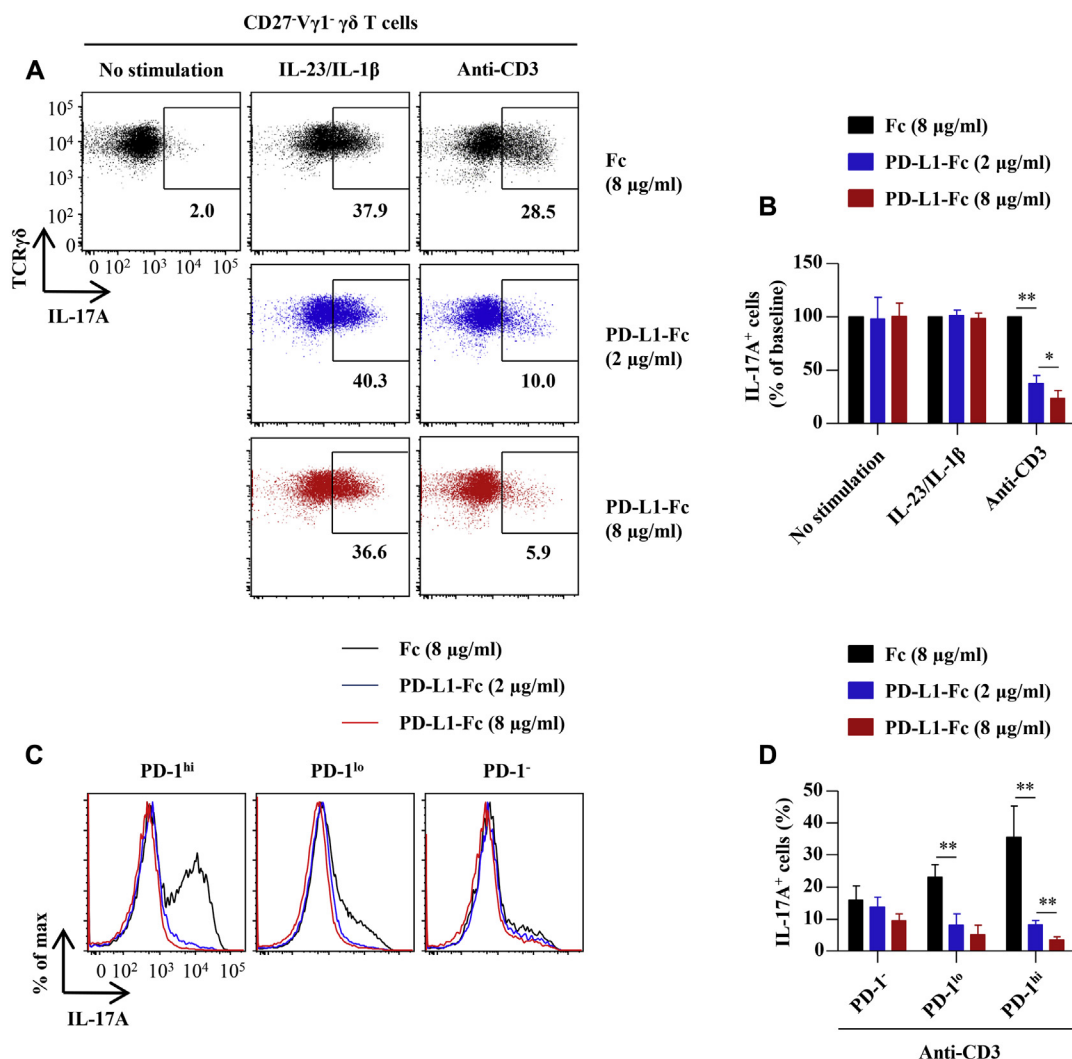 CD27⁻Vγ1⁻ γδ T cells
A
No stimulation
IL-23/IL-1β
Anti-CD3
10⁵
10⁴
10³
10²
0
2.0
37.9
28.5
Fc
(8 μg/ml)
0 10² 10³ 10⁴ 10⁵
TCRγδ
IL-17A
40.3
10.0
PD-L1-Fc
(2 μg/ml)
36.6
5.9
PD-L1-Fc
(8 μg/ml)
Fc (8 μg/ml)
PD-L1-Fc (2 μg/ml)
PD-L1-Fc (8 μg/ml)
B
IL-17A⁺ cells
(% of baseline)
150
100
50
0
**
*
No stimulation
IL-23/IL-1β
Anti-CD3
Fc (8 μg/ml)
PD-L1-Fc (2 μg/ml)
PD-L1-Fc (8 μg/ml)
C
PD-1ʰⁱ
PD-1ˡᵒ
PD-1⁻
% of max
0 10² 10³ 10⁴ 10⁵
IL-17A
Fc (8 μg/ml)
PD-L1-Fc (2 μg/ml)
PD-L1-Fc (8 μg/ml)
D
IL-17A⁺ cells (%)
50
40
30
20
10
0
**
**
**
PD-1⁻
PD-1ˡᵒ
PD-1ʰⁱ
Anti-CD3